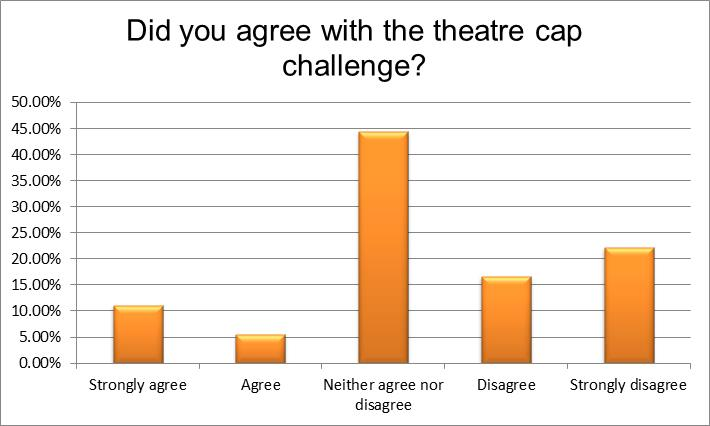 Did you agree with the theatre cap
challenge?
50.00%
45.00%
40.00%
35.00%
30.00%
25.00%
20.00%
15.00%
10.00%
5.00%
0.00%
Strongly agree
Agree
Neither agree nor
disagree
Disagree
Strongly disagree